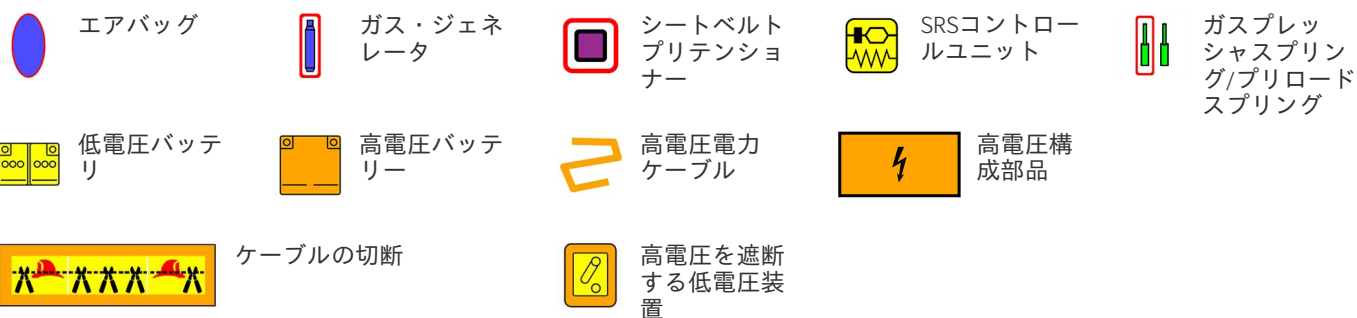 エアバッグ
ガス・ジェネ
レータ
シートベルト
プリテンショ
ナー
SRSコントロー
ルユニット
ガスプレッ
シャスプリン
グ/プリロード
スプリング
低電圧バッテ
リ
高電圧バッテ
リー
高電圧電力
ケーブル
高電圧構
成部品
ケーブルの切断
高電圧を遮断
する低電圧装
置